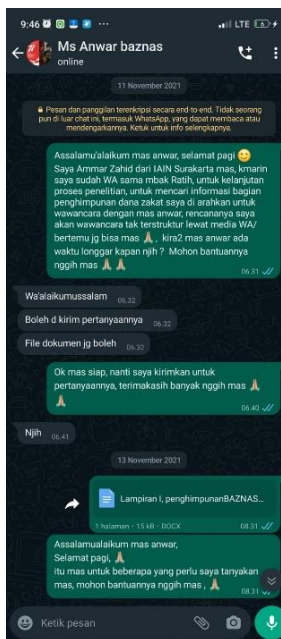 9:46
LTE
Ms Anwar baznas
online
11 November 2021
Pesan dan panggilan terenkripsi secara end-to-end. Tidak seorang
pun di luar chat ini, termasuk WhatsApp, yang dapat membaca atau
mendengarkannya. Ketuk untuk info selengkapnya.
Assalamu'alaikum mas anwar, selamat pagi
Saya Ammar Zahid dari IAIN Surakarta mas, kmarin
saya sudah WA sama mbak Ratih, untuk kelanjutan
proses penelitian, untuk mencari informasi bagian
penghimpunan dana zakat saya di arahkan untuk
wawancara dengan mas anwar, rencananya saya
akan wawancara tak terstruktur lewat media WA/
bertemu jg bisa mas , kira2 mas anwar ada
waktu longgar kapan njih ? Mohon bantuannya
nggih mas
06.31
Wa'alaikumussalam 06.32
Boleh d kirim pertanyaannya 06.32
File dokumen jg boleh 06.32
Ok mas siap, nanti saya kirimkan untuk
pertanyaannya, terimakasih banyak nggih mas
06.40
Njih 06.41
13 November 2021
Lampiran I, penghimpunanBAZNAS...
1 halaman • 15 kB • DOCX 08.31
Assalamualaikum mas anwar,
Selamat pagi,
itu mas untuk beberapa yang perlu saya tanyakan
mas, mohon bantuannya nggih mas , 08.31
Ketik pesan